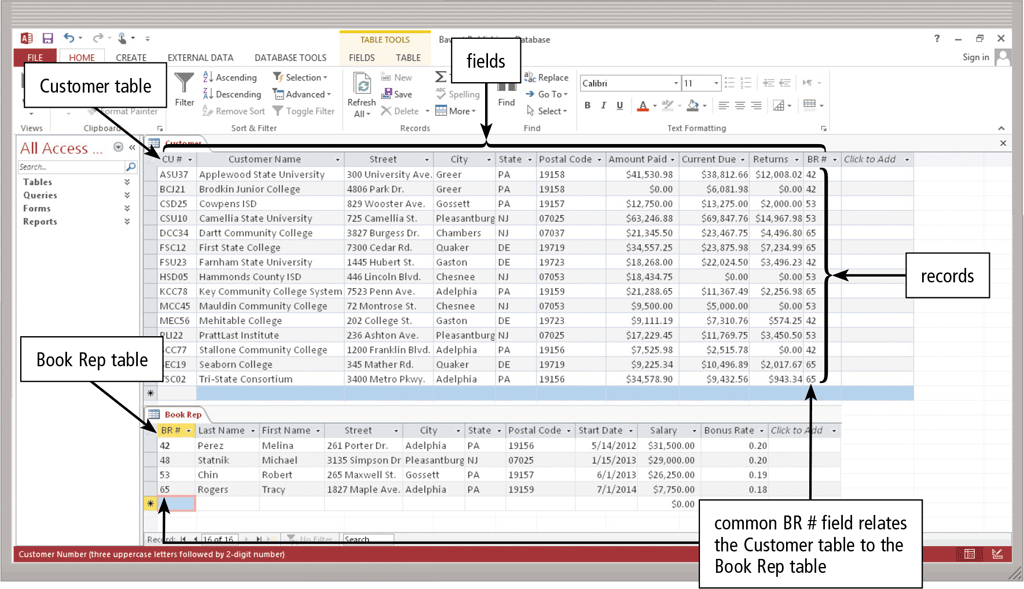 TABLE TOOLS
Database
Sign in
FILE HOME CREATE EXTERNAL DATA DATABASE TOOLS FIELDS TABLE
fields
Customer table
Filter
Ascending
Descending
Remove Sort
Selection
Advanced
Toggle Filter
Refresh
All
New
Save
Delete
Spelling
More
Find
Replace
Go To
Select
Calibri 11
B I U A
Format Painter
Views Clipboard Sort & Filter Records Find Text Formatting
All Access ...
Search...
Tables
Queries
Forms
Reports
Customer
CU # Customer Name Street City State Postal Code Amount Paid Current Due Returns BR # Click to Add
ASU37 Applewood State University 300 University Ave. Greer PA 19158 $41,530.98 $38,812.66 $12,008.02 42
BCJ21 Brodkin Junior College 4806 Park Dr. Greer PA 19158 $0.00 $6,081.98 $0.00 42
CSD25 Cowpens ISD 829 Wooster Ave. Gossett PA 19157 $12,750.00 $13,275.00 $2,000.00 53
CSU10 Camellia State University 725 Camellia St. Pleasantburg NJ 07025 $63,246.88 $69,847.76 $14,967.98 53
DCC34 Dartt Community College 3827 Burgess Dr. Chambers NJ 07037 $21,345.50 $23,467.75 $4,496.80 65
FSC12 First State College 7300 Cedar Rd. Quaker DE 19719 $34,557.25 $23,875.98 $7,234.99 65
FSU23 Farnham State University 1445 Hubert St. Gaston DE 19723 $18,268.00 $22,024.50 $3,496.23 42
HSD05 Hammonds County ISD 446 Lincoln Blvd. Chesnee NJ 07053 $18,434.75 $0.00 $0.00 53
KCC78 Key Community College System 7523 Penn Ave. Adelphia PA 19159 $21,288.65 $11,367.49 $2,256.98 65
MCC45 Mauldin Community College 72 Montrose St. Chesnee NJ 07053 $9,500.00 $5,000.00 $0.00 53
MEC56 Mehitable College 202 College St. Gaston DE 19723 $9,111.19 $7,310.76 $574.25 42
PrattLast Institute 236 Ashton Ave. Pleasantburg NJ 07025 $17,229.45 $11,769.75 $3,450.50 53
Stallone Community College 1200 Franklin Blvd. Adelphia PA 19156 $7,525.98 $2,515.78 $0.00 42
Seaborn College 345 Mather Rd. Quaker DE 19719 $9,225.34 $10,496.89 $2,017.67 65
Tri-State Consortium 3400 Metro Pkwy. Adelphia PA 19156 $34,578.90 $9,432.56 $943.34 65
records
Book Rep table
Book Rep
BR # Last Name First Name Street City State Postal Code Start Date Salary Bonus Rate Click to Add
42 Perez Melina 261 Porter Dr. Adelphia PA 19156 5/14/2012 $31,500.00 0.20
48 Statnik Michael 3135 Simpson Dr Pleasantburg NJ 07025 1/15/2013 $29,000.00 0.20
53 Chin Robert 265 Maxwell St. Gossett PA 19157 6/1/2013 $26,250.00 0.19
65 Rogers Tracy 1827 Maple Ave. Adelphia PA 19159 7/1/2014 $7,750.00 0.18
$0.00
Record: 16 of 16 No Filter Search
common BR # field relates
the Customer table to the
Book Rep table
Customer Number (three uppercase letters followed by 2-digit number)